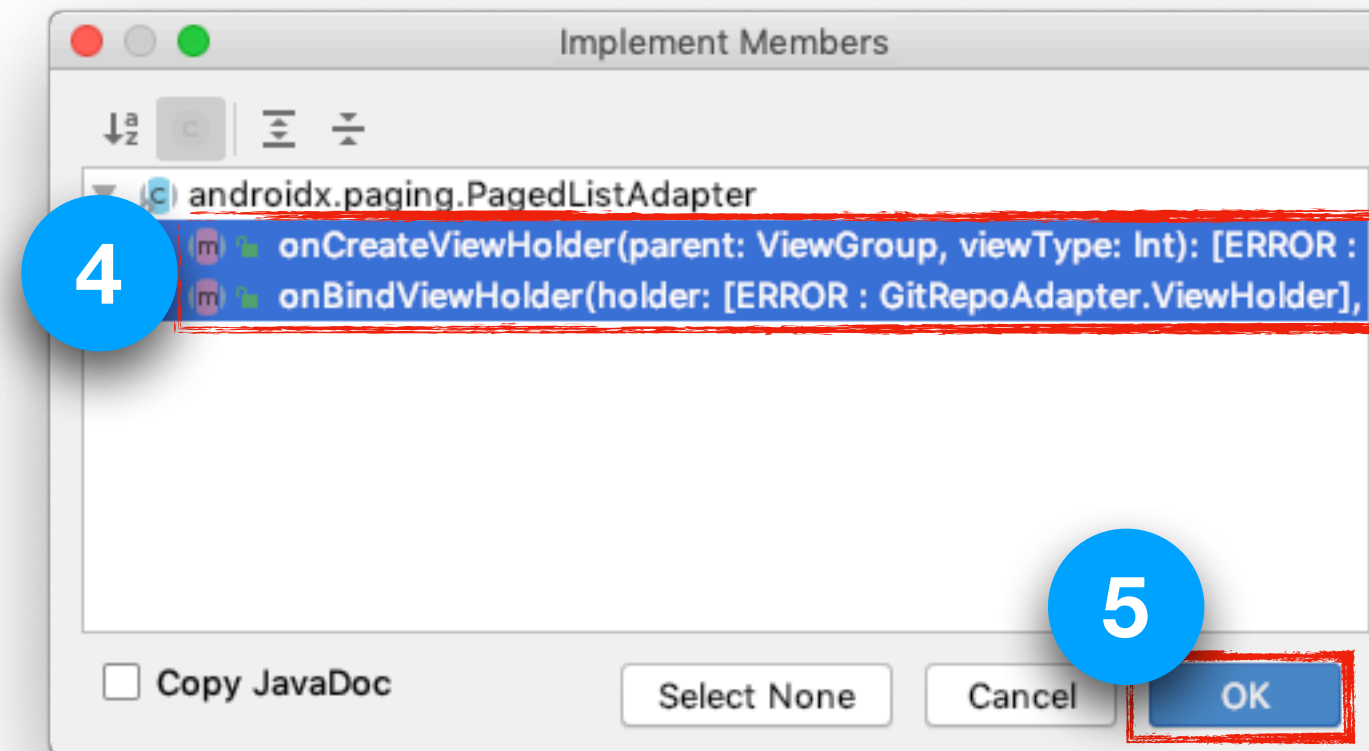 Implement Members
androidx.paging.PagedListAdapter
4
onCreateViewHolder(parent: ViewGroup, viewType: Int): [ERROR :
onBindViewHolder(holder: [ERROR : GitRepoAdapter.ViewHolder],
5
Copy JavaDoc
Select None
Cancel
OK